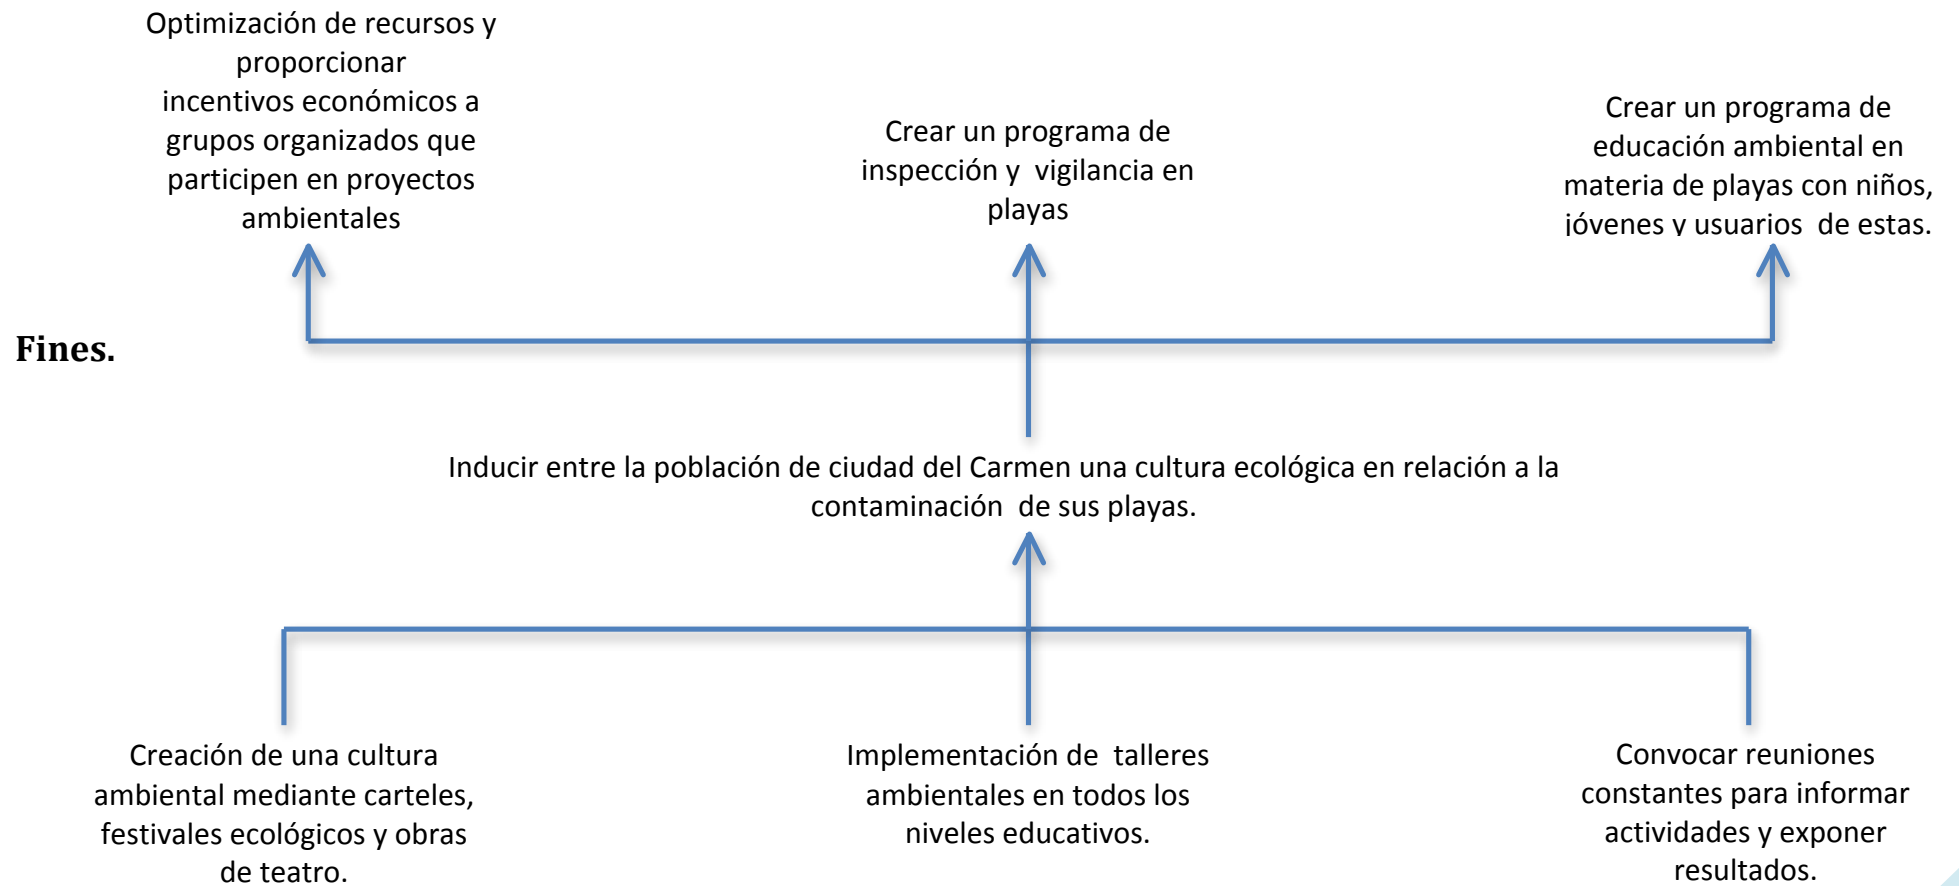 Optimización de recursos y
proporcionar
incentivos económicos a
grupos organizados que
participen en proyectos
ambientales
Crear un programa de
inspección y  vigilancia en
playas
Crear un programa de
educación ambiental en
materia de playas con niños,
jóvenes y usuarios  de estas.
Fines.
Inducir entre la población de ciudad del Carmen una cultura ecológica en relación a la
contaminación  de sus playas.
Creación de una cultura
ambiental mediante carteles,
festivales ecológicos y obras
de teatro.
Implementación de  talleres
ambientales en todos los
niveles educativos.
Convocar reuniones
constantes para informar
actividades y exponer
resultados.